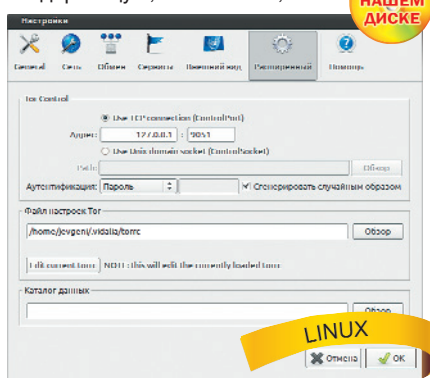 НАШЕМ
ДИСКЕ
Настройки
General Сеть Обмен Сервисы Внешний вид Расширенный Помощь
Tor Control
Use TCP connection (ControlPort)
Адрес: 127.0.0.1 : 9051
Use Unix domain socket (ControlSocket)
Path: Обзор
Аутентификация: Пароль Сгенерировать случайным образом
Файл настроек Tor
/home/jevgeni/.vidalia/torrc Обзор
Edit current torrc NOTE: this will edit the currently loaded torrc
Каталог данных
Обзор
LINUX
Отмена OK